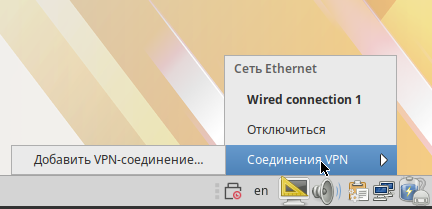 Сеть Ethernet
Wired connection 1
Отключиться
Добавить VPN-соединение...
Соединения VPN
en